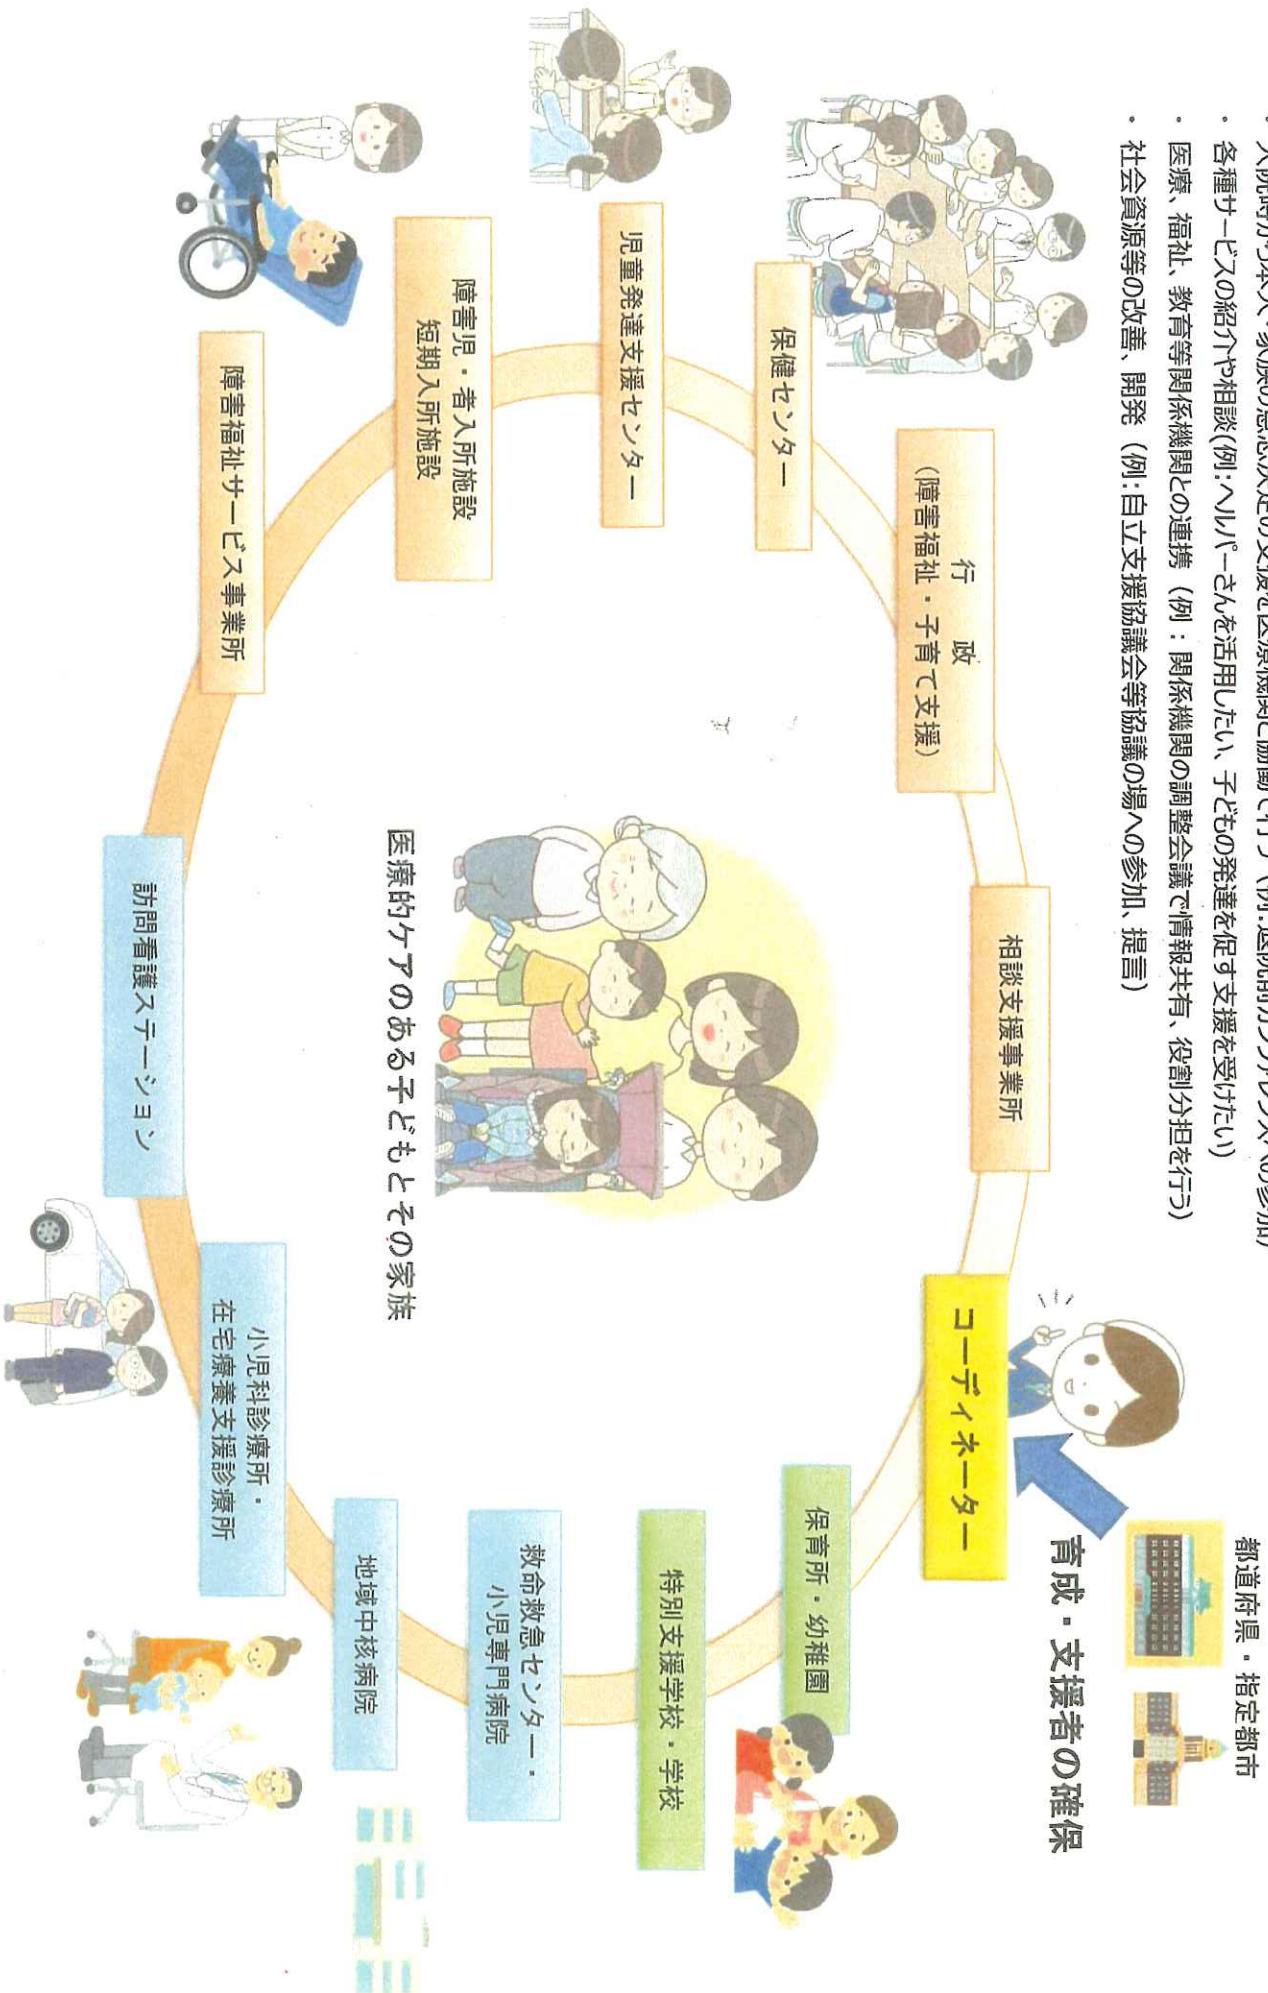 ・各種サービスの紹介や相談(例:ヘルパーさんを活用したい、子どもの発達を促す支援を受けたい)
・医療、福祉、教育等関係機関との連携（例：関係機関の調整会議で情報共有、役割分担を行う）
・社会資源等の改善、開発（例:自立支援協議会等協議の場への参加、提言）
都道府県・指定都市
育成・支援者の確保
コーディネーター
相談支援事業所
行　政
（障害福祉・子育て支援）
保健センター
児童発達支援センター
障害児・者入所施設
短期入所施設
障害福祉サービス事業所
保育所・幼稚園
特別支援学校・学校
救命救急センター・
小児専門病院
地域中核病院
小児科診療所・
在宅療養支援診療所
訪問看護ステーション
医療的ケアのある子どもとその家族